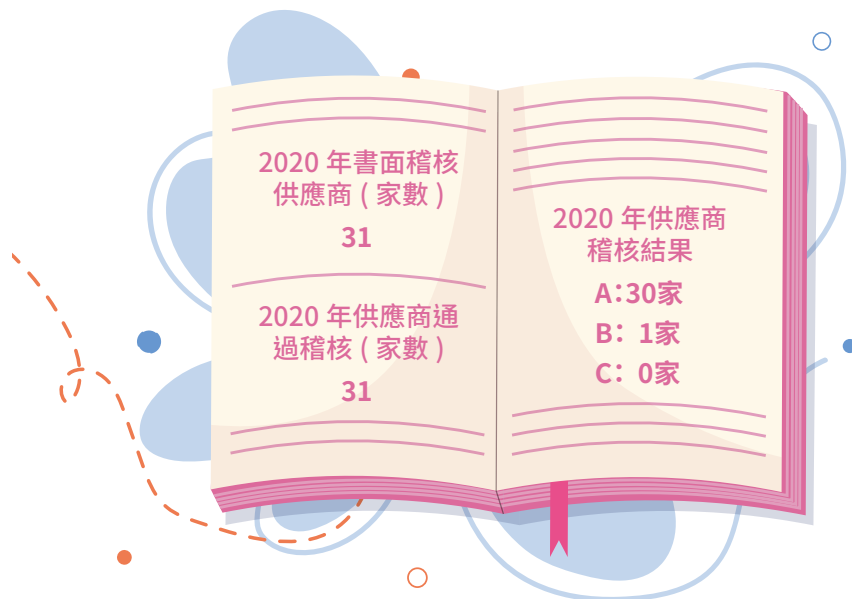 2020 年書面稽核
供應商 ( 家數 )
31
2020 年供應商通
過稽核 ( 家數 )
31
2020 年供應商
稽核結果
A：30家
B： 1家
C： 0家